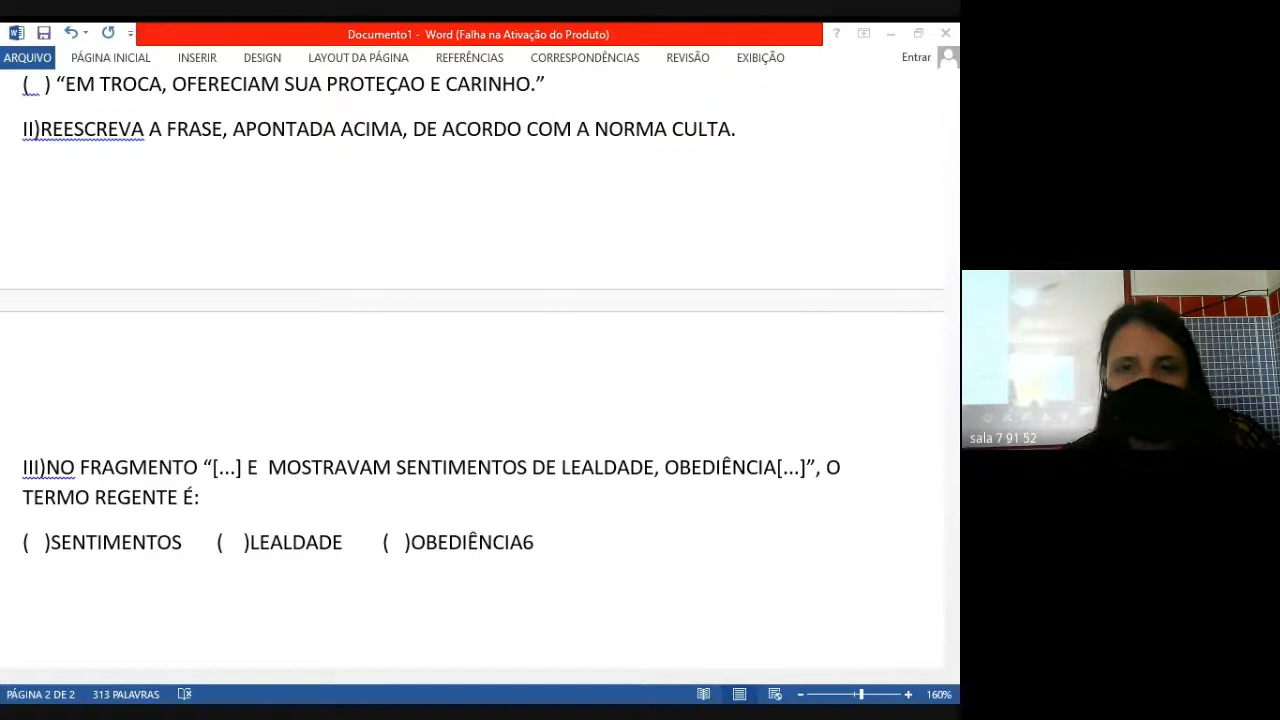 Documento1 - Word (Falha na Ativação do Produto)
ARQUIVO PÁGINA INICIAL INSERIR DESIGN LAYOUT DA PÁGINA REFERÊNCIAS CORRESPONDÊNCIAS REVISÃO EXIBIÇÃO Entrar
( ) “EM TROCA, OFERECIAM SUA PROTEÇAO E CARINHO.”
II)REESCREVA A FRASE, APONTADA ACIMA, DE ACORDO COM A NORMA CULTA.
III)NO FRAGMENTO “[...] E MOSTRAVAM SENTIMENTOS DE LEALDADE, OBEDIÊNCIA[...]”, O
TERMO REGENTE É:
( )SENTIMENTOS ( )LEALDADE ( )OBEDIÊNCIA6
sala 7 91 52
PÁGINA 2 DE 2 313 PALAVRAS 160%